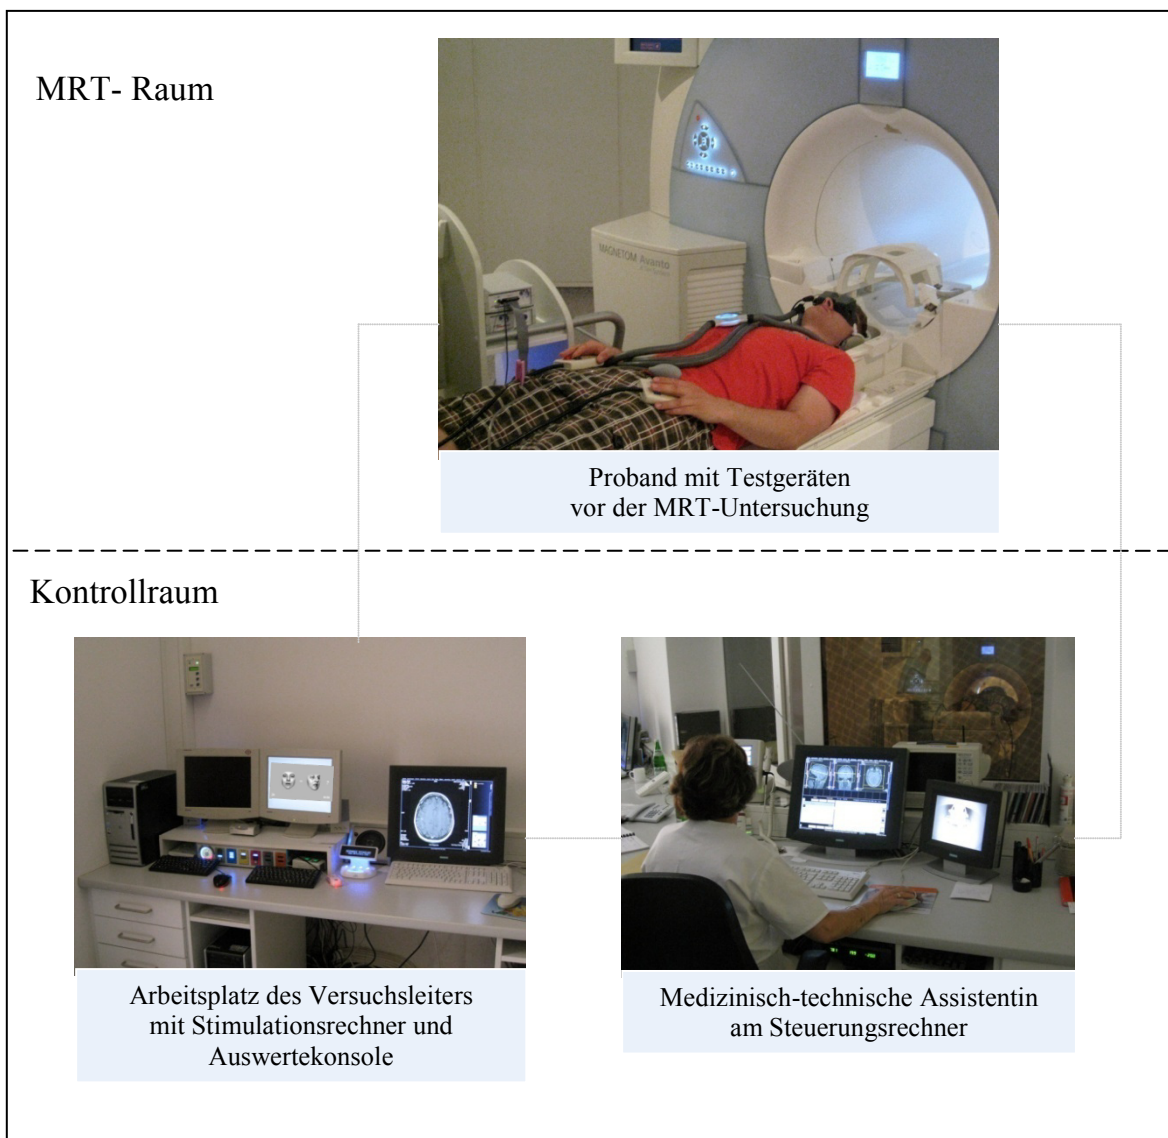 MRT- Raum
MAGNETOM Avanto
Proband mit Testgeräten
vor der MRT-Untersuchung
Kontrollraum
Arbeitsplatz des Versuchsleiters
mit Stimulationsrechner und
Auswertekonsole
Medizinisch-technische Assistentin
am Steuerungsrechner